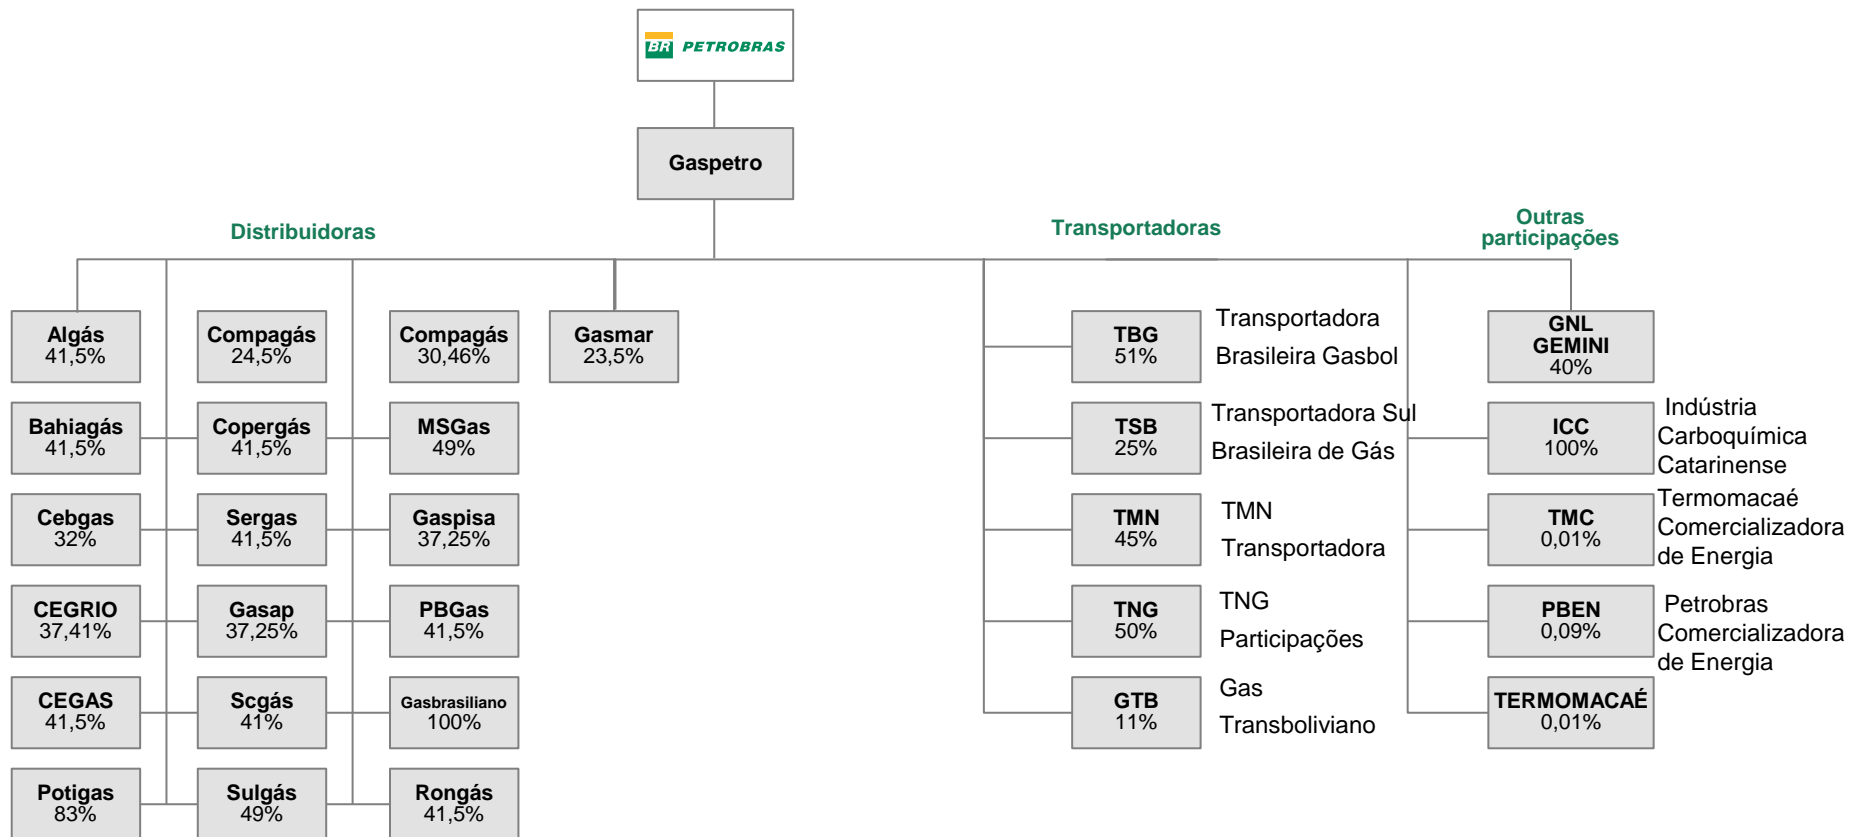 BR PETROBRAS
Gaspetro
Distribuidoras
Transportadoras
Outras
participações
Algás
41,5%
Compagás
24,5%
Compagás
30,46%
Gasmar
23,5%
TBG
51%
Transportadora
Brasileira Gasbol
GNL
GEMINI
40%
Bahiagás
41,5%
Copergás
41,5%
MSGas
49%
TSB
25%
Transportadora Sul
Brasileira de Gás
ICC
100%
Indústria
Carboquímica
Catarinense
Cebgas
32%
Sergas
41,5%
Gaspisa
37,25%
TMN
45%
TMN
Transportadora
TMC
0,01%
Termomacaé
Comercializadora
de Energia
CEGRIO
37,41%
Gasap
37,25%
PBGas
41,5%
TNG
50%
TNG
Participações
PBEN
0,09%
Petrobras
Comercializadora
de Energia
CEGAS
41,5%
Scgás
41%
Gasbrasiliano
100%
GTB
11%
Gas
Transboliviano
TERMOMACAÉ
0,01%
Potigas
83%
Sulgás
49%
Rongás
41,5%